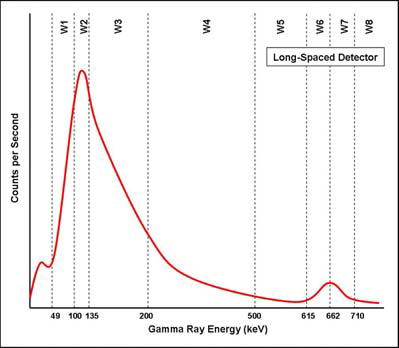 W1 W2 W3 W4 W5 W6 W7 W8
Long-Spaced Detector
Counts per Second
49 100 135 200 500 615 662 710
Gamma Ray Energy (keV)